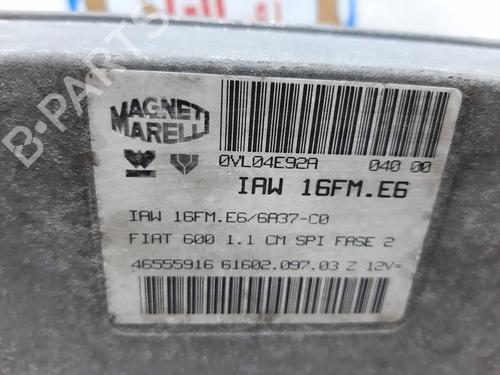 MAGNETI
MARELLI
0VL04E92A 040 00
IAW 16FM.E6
IAW 16FM.E6/6A37-C0
FIAT 600 1.1 CM SPI FASE 2
46555916 61602.097.03 Z 12V=
B-PARTS